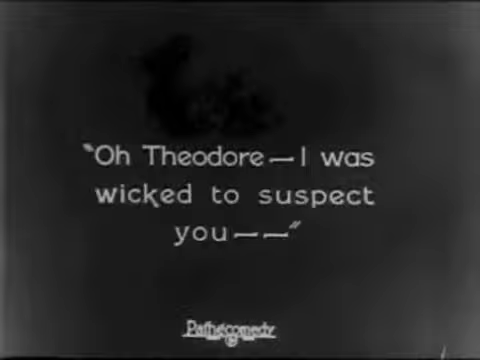 "Oh Theodore—I was
wicked to suspect
you——"
Pathécomedy
©